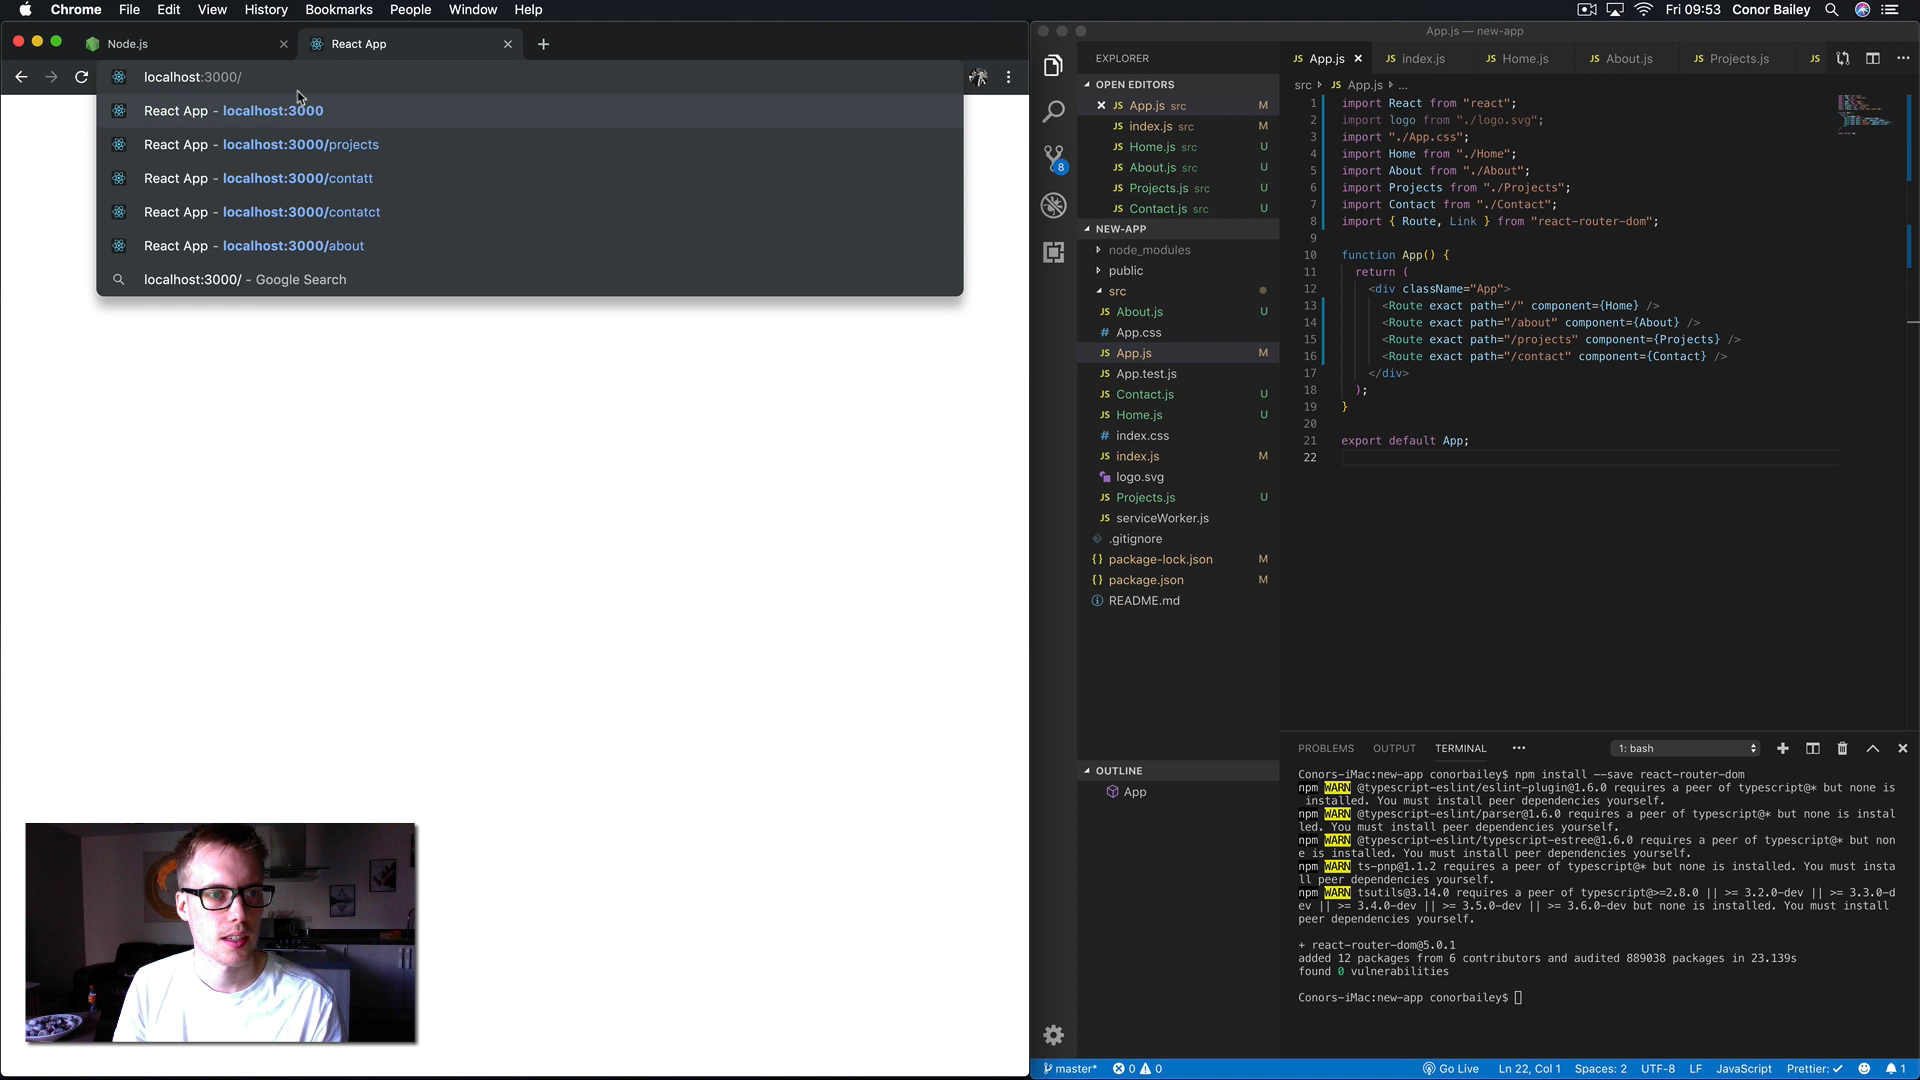 Chrome File Edit View History Bookmarks People Window Help
Fri 09:53 Conor Bailey
Node.js
React App
localhost:3000/
React App - localhost:3000
React App - localhost:3000/projects
React App - localhost:3000/contatt
React App - localhost:3000/contatct
React App - localhost:3000/about
localhost:3000/ - Google Search
App.js — new-app
EXPLORER
OPEN EDITORS
JS App.js src M
JS index.js src M
JS Home.js src U
JS About.js src U
JS Projects.js src U
JS Contact.js src U
8
NEW-APP
node_modules
public
src
JS About.js U
# App.css
JS App.js M
JS App.test.js
JS Contact.js U
JS Home.js U
# index.css
JS index.js M
logo.svg
JS Projects.js U
JS serviceWorker.js
.gitignore
{} package-lock.json M
{} package.json M
README.md
OUTLINE
App
JS App.js
JS index.js
JS Home.js
JS About.js
JS Projects.js
JS
src JS App.js ...
1 import React from "react";
2 import logo from "./logo.svg";
3 import "./App.css";
4 import Home from "./Home";
5 import About from "./About";
6 import Projects from "./Projects";
7 import Contact from "./Contact";
8 import { Route, Link } from "react-router-dom";
9
10 function App() {
11 return (
12 <div className="App">
13 <Route exact path="/" component={Home} />
14 <Route exact path="/about" component={About} />
15 <Route exact path="/projects" component={Projects} />
16 <Route exact path="/contact" component={Contact} />
17 </div>
18 );
19 }
20
21 export default App;
22
PROBLEMS OUTPUT TERMINAL ... 1: bash
Conors-iMac:new-app conorbailey$ npm install --save react-router-dom
npm WARN @typescript-eslint/eslint-plugin@1.6.0 requires a peer of typescript@* but none is
installed. You must install peer dependencies yourself.
npm WARN @typescript-eslint/parser@1.6.0 requires a peer of typescript@* but none is instal
led. You must install peer dependencies yourself.
npm WARN @typescript-eslint/typescript-estree@1.6.0 requires a peer of typescript@* but non
e is installed. You must install peer dependencies yourself.
npm WARN ts-pnp@1.1.2 requires a peer of typescript@* but none is installed. You must insta
ll peer dependencies yourself.
npm WARN tsutils@3.14.0 requires a peer of typescript@>=2.8.0 || >= 3.2.0-dev || >= 3.3.0-d
ev || >= 3.4.0-dev || >= 3.5.0-dev || >= 3.6.0-dev but none is installed. You must install
peer dependencies yourself.
+ react-router-dom@5.0.1
added 12 packages from 6 contributors and audited 889038 packages in 23.139s
found 0 vulnerabilities
Conors-iMac:new-app conorbailey$
master* 0 0
Go Live Ln 22, Col 1 Spaces: 2 UTF-8 LF JavaScript Prettier: ✓ 1